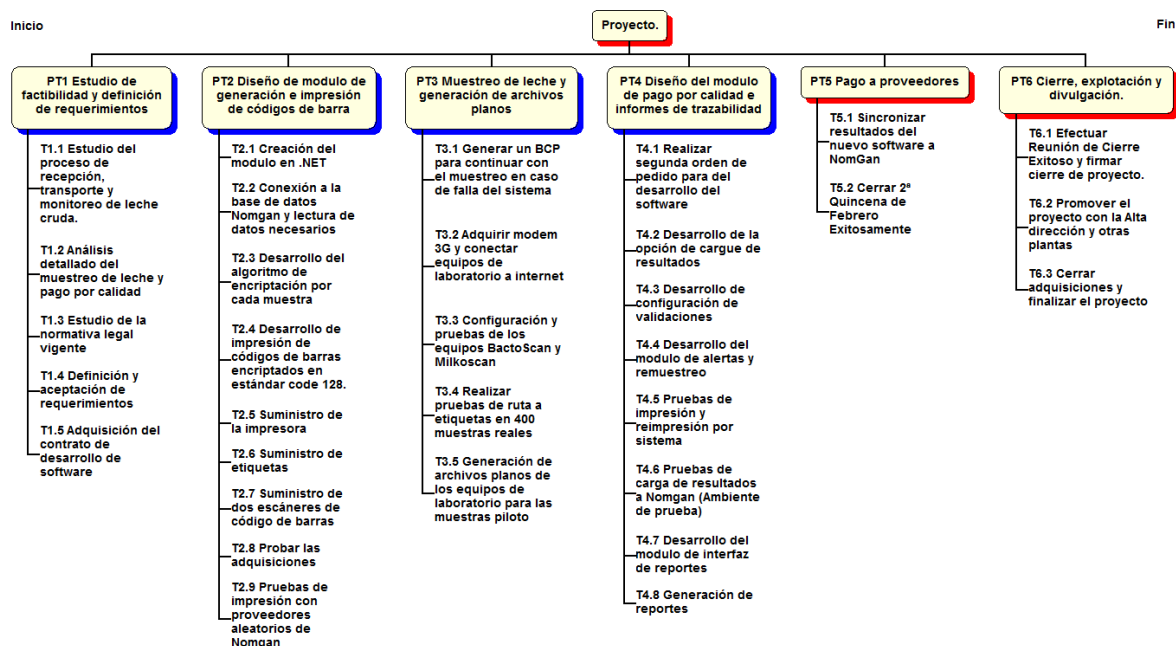 Inicio
Proyecto.
Fin
PT1 Estudio de
factibilidad y definición
de requerimientos
T1.1 Estudio del
proceso de
recepción,
transporte y
monitoreo de leche
cruda.
T1.2 Análisis
detallado del
muestreo de leche y
pago por calidad
T1.3 Estudio de la
normativa legal
vigente
T1.4 Definición y
aceptación de
requerimientos
T1.5 Adquisición del
contrato de
desarrollo de
software
PT2 Diseño de modulo de
generación e impresión
de códigos de barra
T2.1 Creación del
modulo en .NET
T2.2 Conexión a la
base de datos
Nomgan y lectura de
datos necesarios
T2.3 Desarrollo del
algoritmo de
encriptación por
cada muestra
T2.4 Desarrollo de
impresión de
códigos de barras
encriptados en
estándar code 128.
T2.5 Suministro de
la impresora
T2.6 Suministro de
etiquetas
T2.7 Suministro de
dos escáneres de
código de barras
T2.8 Probar las
adquisiciones
T2.9 Pruebas de
impresión con
proveedores
aleatorios de
Nomgan
PT3 Muestreo de leche y
generación de archivos
planos
T3.1 Generar un BCP
para continuar con
el muestreo en caso
de falla del sistema
T3.2 Adquirir modem
3G y conectar
equipos de
laboratorio a internet
T3.3 Configuración y
pruebas de los
equipos BactoScan y
Milkoscan
T3.4 Realizar
pruebas de ruta a
etiquetas en 400
muestras reales
T3.5 Generación de
archivos planos de
los equipos de
laboratorio para las
muestras piloto
PT4 Diseño del modulo
de pago por calidad e
informes de trazabilidad
T4.1 Realizar
segunda orden de
pedido para del
desarrollo del
software
T4.2 Desarrollo de la
opción de cargue de
resultados
T4.3 Desarrollo de
configuración de
validaciones
T4.4 Desarrollo del
modulo de alertas y
remuestreo
T4.5 Pruebas de
impresión y
reimpresión por
sistema
T4.6 Pruebas de
carga de resultados
a Nomgan (Ambiente
de prueba)
T4.7 Desarrollo del
modulo de interfaz
de reportes
T4.8 Generación de
reportes
PT5 Pago a proveedores
T5.1 Sincronizar
resultados del
nuevo software a
NomGan
T5.2 Cerrar 2ª
Quincena de
Febrero
Exitosamente
PT6 Cierre, explotación y
divulgación.
T6.1 Efectuar
Reunión de Cierre
Exitoso y firmar
cierre de proyecto.
T6.2 Promover el
proyecto con la Alta
dirección y otras
plantas
T6.3 Cerrar
adquisiciones y
finalizar el proyecto